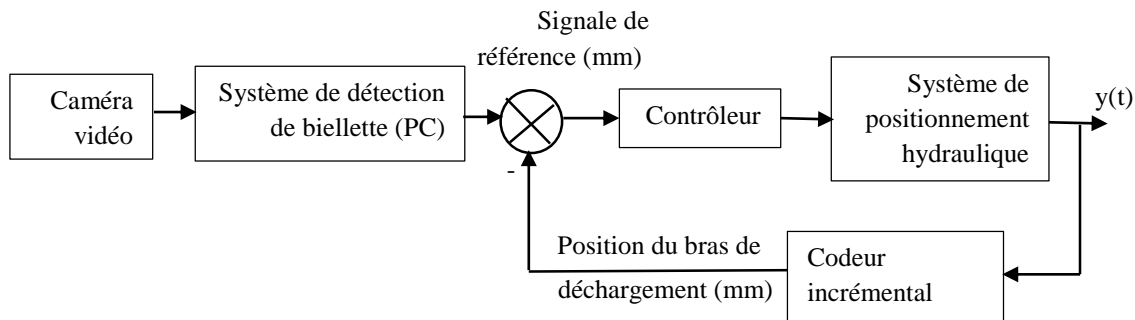 Signale de
référence (mm)
Caméra
vidéo
Système de détection
de biellette (PC)
Contrôleur
Système de
positionnement
hydraulique
y(t)
-
Position du bras de
déchargement (mm)
Codeur
incrémental